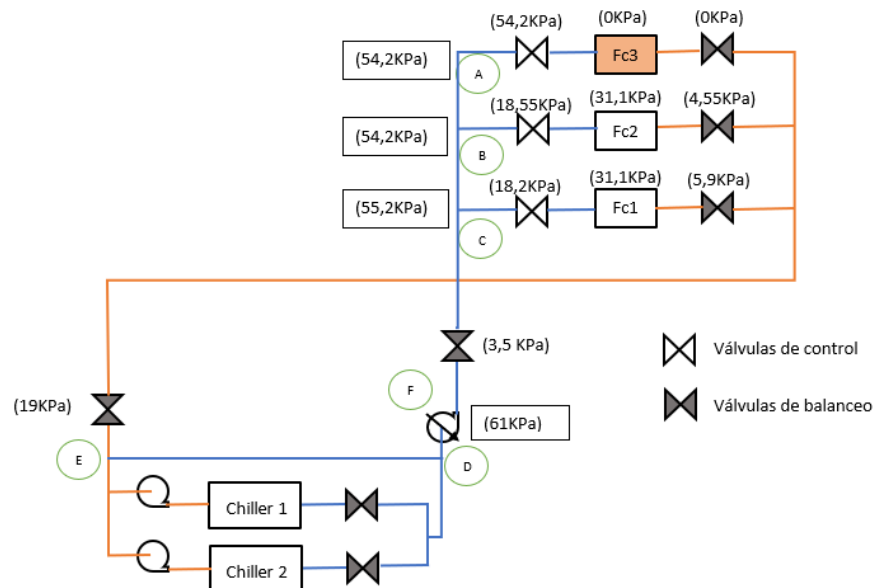 (54,2KPa)
(0KPa)
(0KPa)
(54,2KPa)
A
Fc3
(18,55KPa)
(31,1KPa)
(4,55KPa)
(54,2KPa)
B
Fc2
(18,2KPa)
(31,1KPa)
(5,9KPa)
(55,2KPa)
C
Fc1
(3,5 KPa)
Válvulas de control
(19KPa)
F
(61KPa)
Válvulas de balanceo
E
D
Chiller 1
Chiller 2